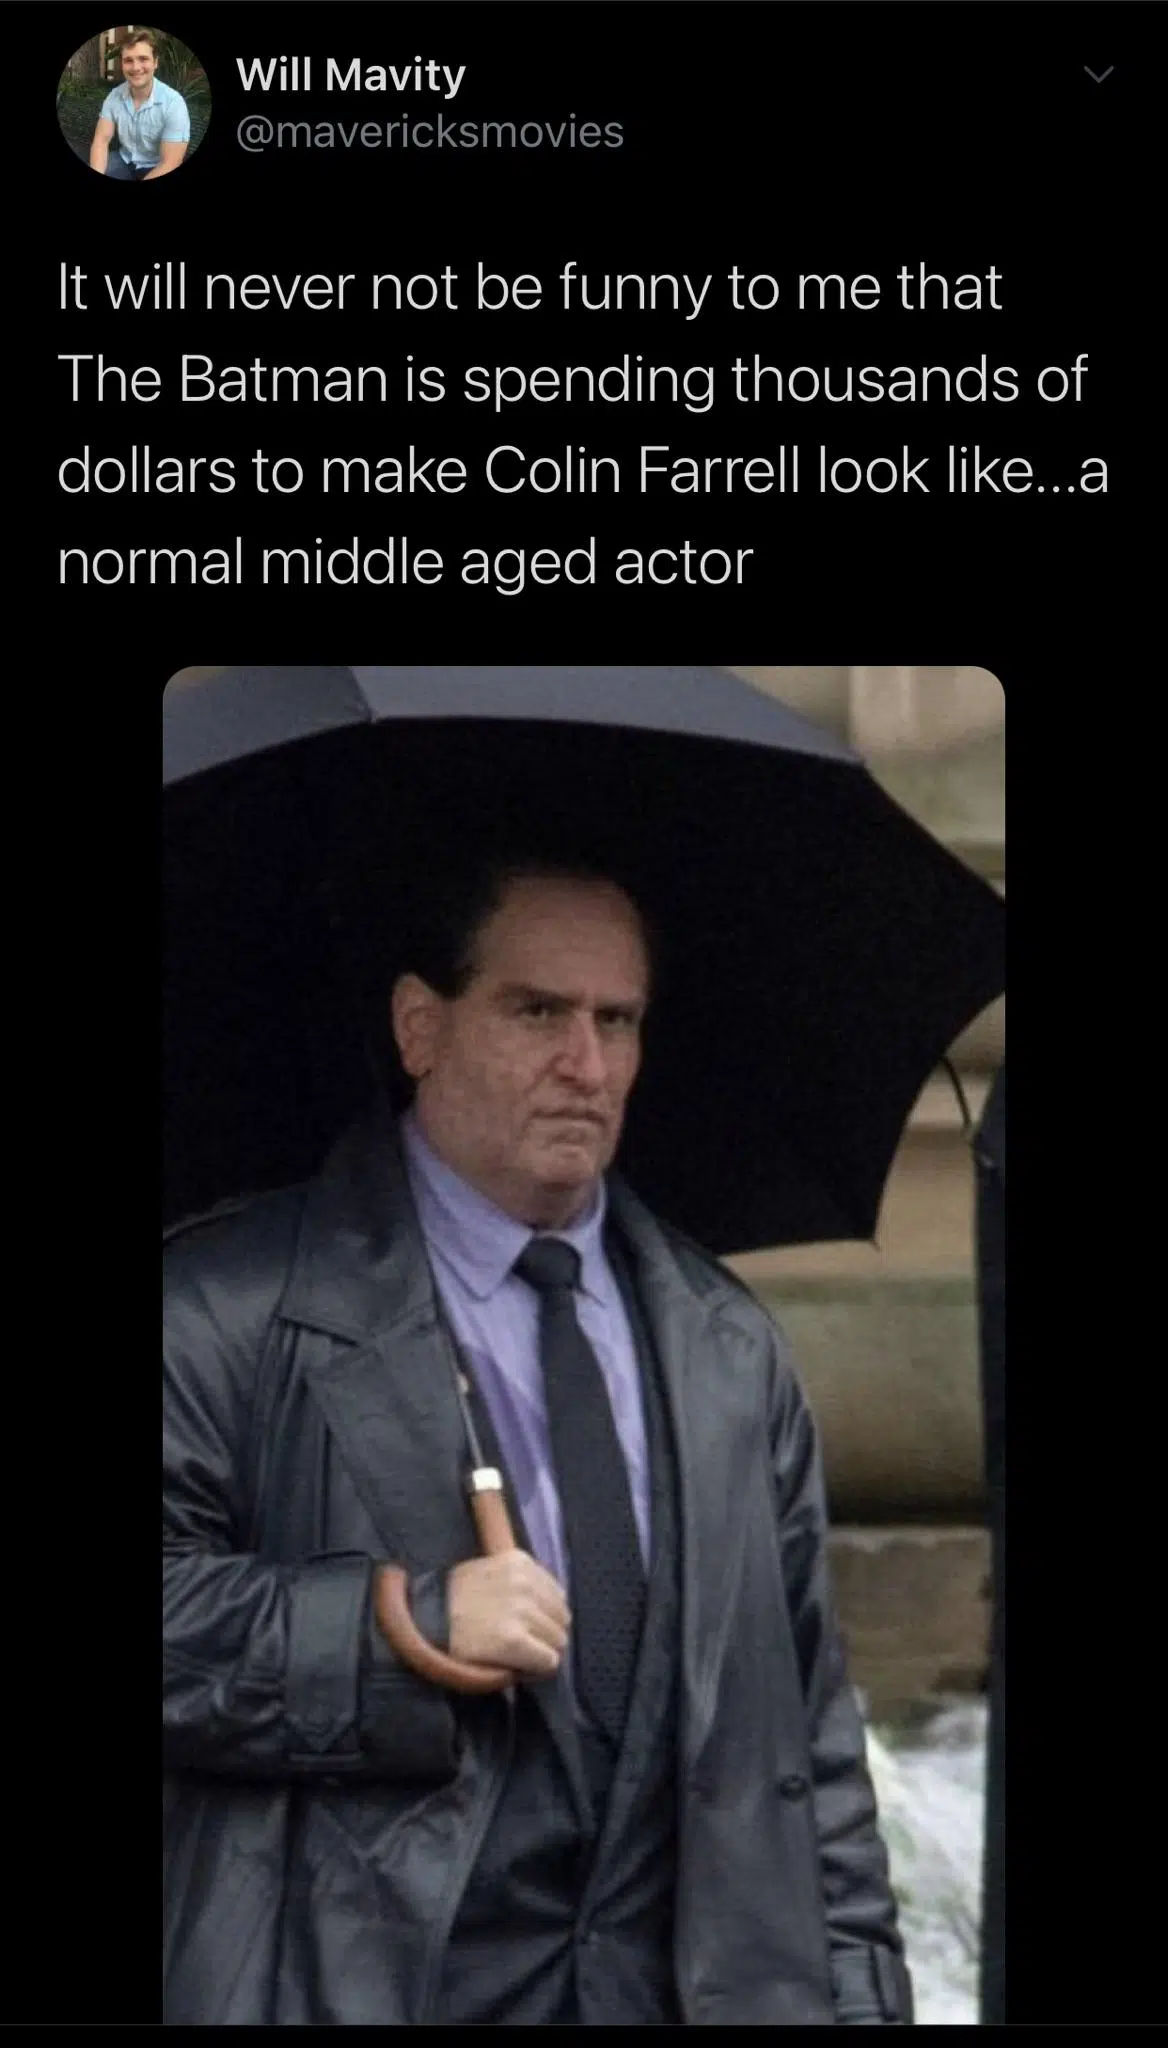 Will Mavity
@mavericksmovies
It will never not be funny to me that
The Batman is spending thousands of
dollars to make Colin Farrell look like...a
normal middle aged actor